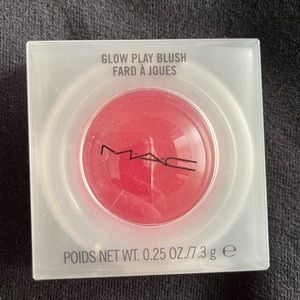 GLOW PLAY BLUSH
FARD À JOUES
MAC
POIDS NET WT. 0.25 OZ./7.3 g ℮